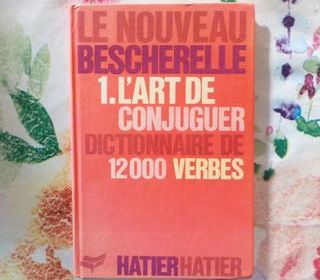 LE NOUVEAU
BESCHERELLE
1. L'ART DE
CONJUGUER
DICTIONNAIRE DE
12000 VERBES
HATIER HATIER